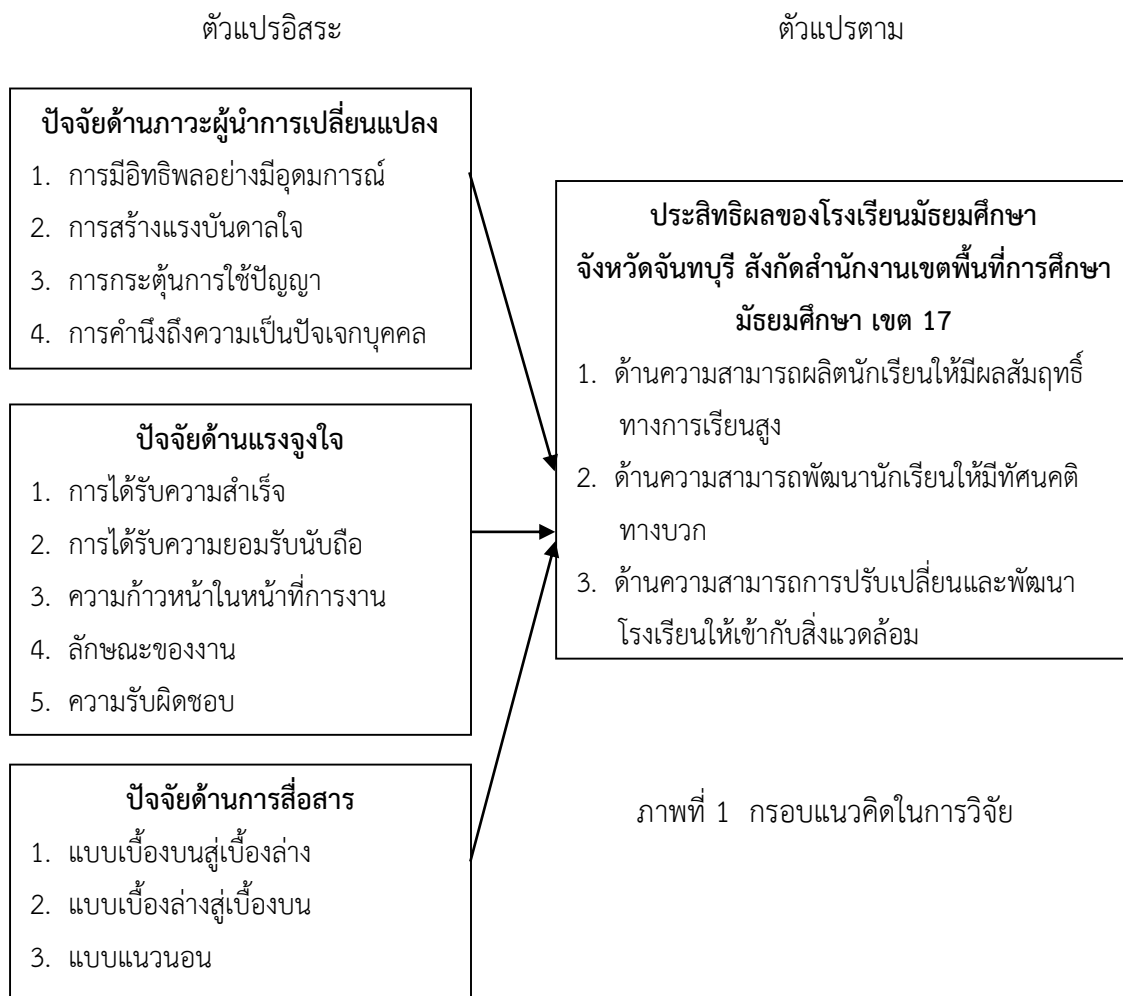 ตัวแปรอิสระ
ตัวแปรตาม
ปัจจัยด้านภาวะผู้นำการเปลี่ยนแปลง
1. การมีอิทธิพลอย่างมีอุดมการณ์
2. การสร้างแรงบันดาลใจ
3. การกระตุ้นการใช้ปัญญา
4. การคำนึงถึงความเป็นปัจเจกบุคคล
ปัจจัยด้านแรงจูงใจ
1. การได้รับความสำเร็จ
2. การได้รับความยอมรับนับถือ
3. ความก้าวหน้าในหน้าที่การงาน
4. ลักษณะของงาน
5. ความรับผิดชอบ
ปัจจัยด้านการสื่อสาร
1. แบบเบื้องบนสู่เบื้องล่าง
2. แบบเบื้องล่างสู่เบื้องบน
3. แบบแนวนอน
ประสิทธิผลของโรงเรียนมัธยมศึกษา
จังหวัดจันทบุรี สังกัดสำนักงานเขตพื้นที่การศึกษา
มัธยมศึกษา เขต 17
1. ด้านความสามารถผลิตนักเรียนให้มีผลสัมฤทธิ์
ทางการเรียนสูง
2. ด้านความสามารถพัฒนานักเรียนให้มีทัศนคติ
ทางบวก
3. ด้านความสามารถการปรับเปลี่ยนและพัฒนา
โรงเรียนให้เข้ากับสิ่งแวดล้อม
ภาพที่ 1 กรอบแนวคิดในการวิจัย